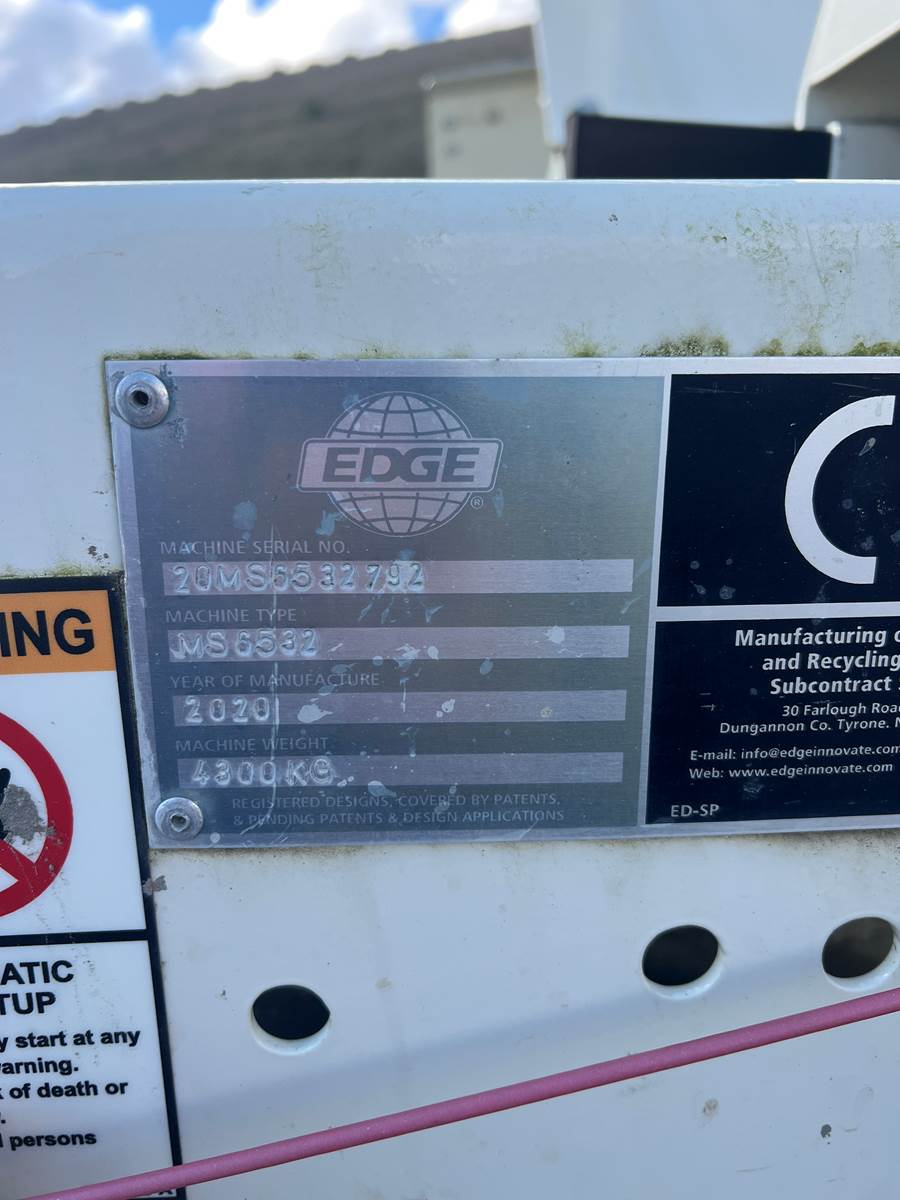 EDGE
®
MACHINE SERIAL NO.
20MS6532792
MACHINE TYPE
MS6532
YEAR OF MANUFACTURE
2020
MACHINE WEIGHT
4300KG
REGISTERED DESIGNS, COVERED BY PATENTS,
& PENDING PATENTS & DESIGN APPLICATIONS
C
Manufacturing
and Recycling
Subcontract
30 Farlough Road
Dungannon Co. Tyrone.
E-mail: info@edgeinnovate.com
Web: www.edgeinnovate.com
ED-SP
ING
ATIC
TUP
y start at any
arning.
k of death or
persons